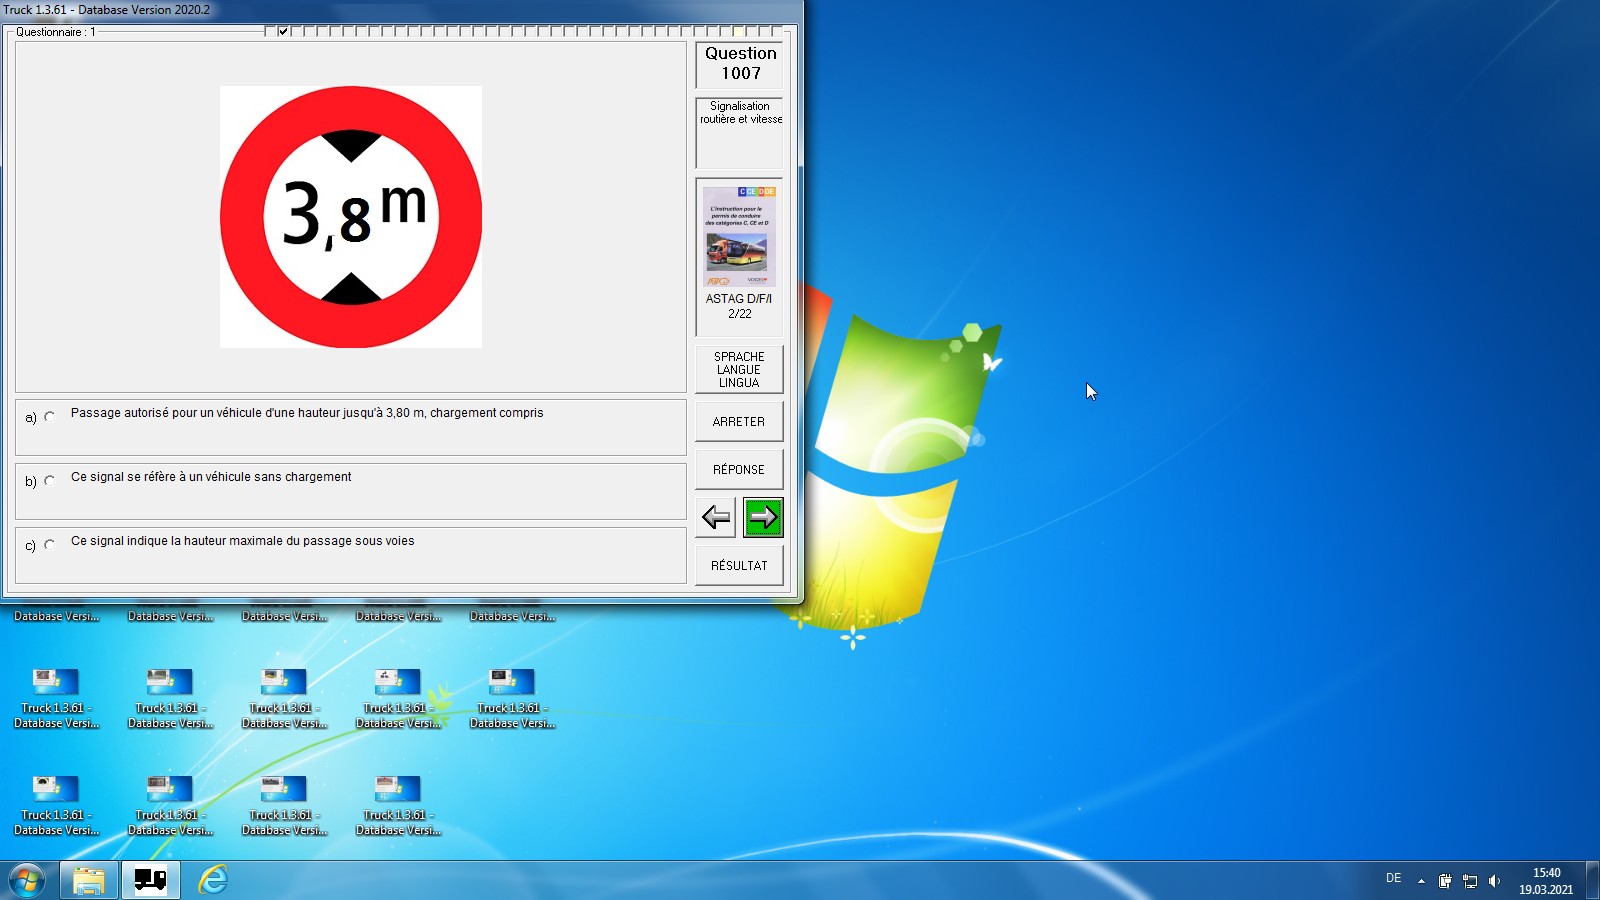 Truck 1.3.61 - Database Version 2020.2
Questionnaire : 1
3,8 m
Question
1007
Signalisation
routière et vitesse
C CE D DE
L'instruction pour le
permis de conduire
des catégories C, CE et D
ASTAG D/F/I
2/22
SPRACHE
LANGUE
LINGUA
ARRETER
RÉPONSE
RÉSULTAT
a) Passage autorisé pour un véhicule d'une hauteur jusqu'à 3,80 m, chargement compris
b) Ce signal se réfère à un véhicule sans chargement
c) Ce signal indique la hauteur maximale du passage sous voies
Database Versi... Database Versi... Database Versi... Database Versi... Database Versi...
Truck 1.3.61 - Truck 1.3.61 - Truck 1.3.61 - Truck 1.3.61 - Truck 1.3.61 -
Database Versi... Database Versi... Database Versi... Database Versi... Database Versi...
Truck 1.3.61 - Truck 1.3.61 - Truck 1.3.61 - Truck 1.3.61 -
Database Versi... Database Versi... Database Versi... Database Versi...
DE
15:40
19.03.2021